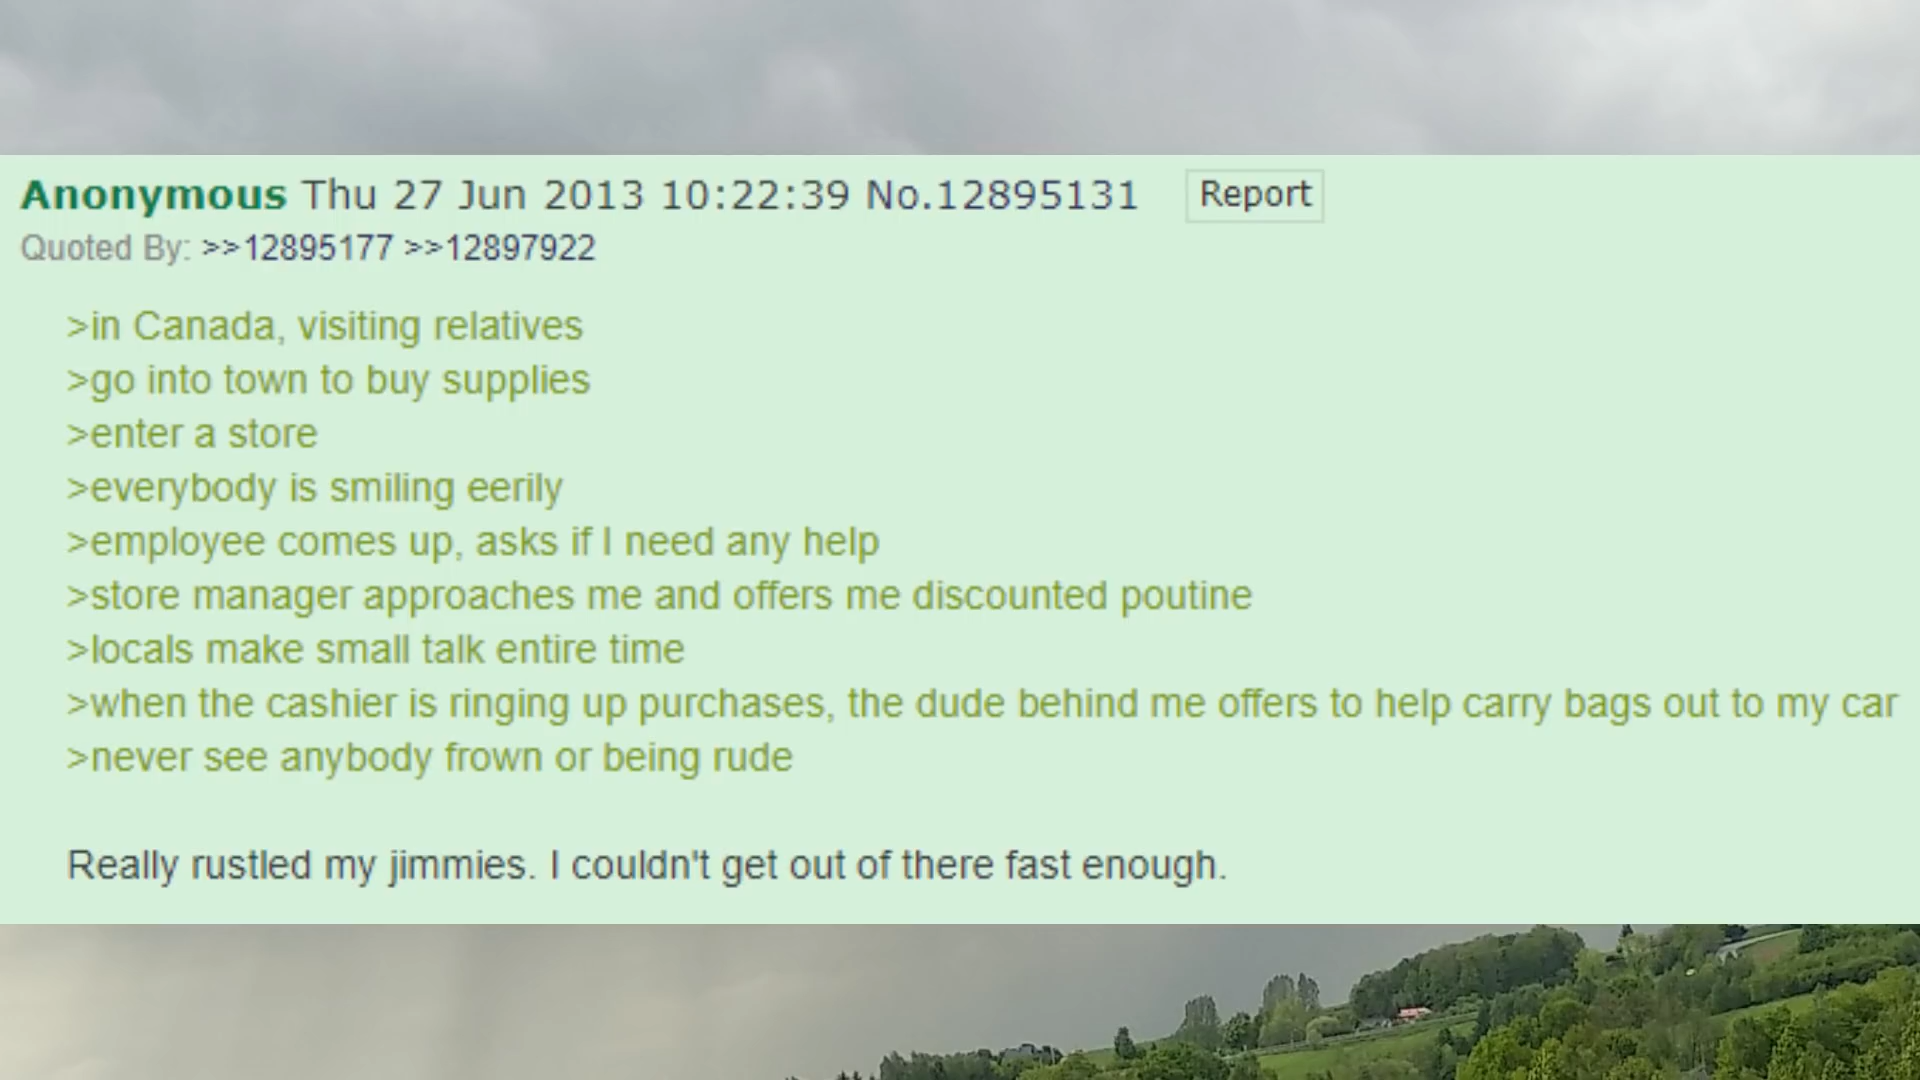 Anonymous Thu 27 Jun 2013 10:22:39 No.12895131 Report
Quoted By: >>12895177 >>12897922
>in Canada, visiting relatives
>go into town to buy supplies
>enter a store
>everybody is smiling eerily
>employee comes up, asks if I need any help
>store manager approaches me and offers me discounted poutine
>locals make small talk entire time
>when the cashier is ringing up purchases, the dude behind me offers to help carry bags out to my car
>never see anybody frown or being rude
Really rustled my jimmies. I couldn't get out of there fast enough.